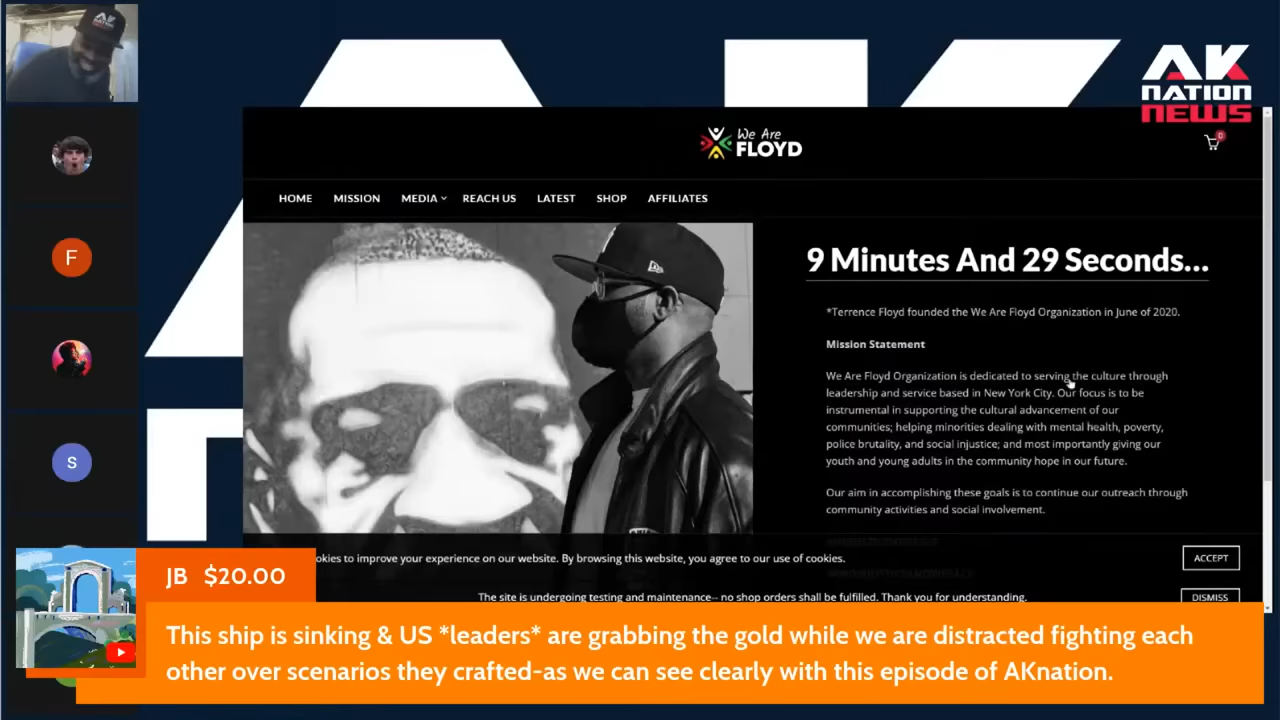 AK
NATION
NEWS
We Are
FLOYD
0
HOME MISSION MEDIA REACH US LATEST SHOP AFFILIATES
9 Minutes And 29 Seconds...
*Terrence Floyd founded the We Are Floyd Organization in June of 2020.
Mission Statement
We Are Floyd Organization is dedicated to serving the culture through
leadership and service based in New York City. Our focus is to be
instrumental in supporting the cultural advancement of our
communities; helping minorities dealing with mental health, poverty,
police brutality, and social injustice; and most importantly giving our
youth and young adults in the community hope in our future.
Our aim in accomplishing these goals is to continue our outreach through
community activities and social involvement.
F
S
okies to improve your experience on our website. By browsing this website, you agree to our use of cookies.
ACCEPT
The site is undergoing testing and maintenance-- no shop orders shall be fulfilled. Thank you for understanding.
DISMISS
JB $20.00
This ship is sinking & US *leaders* are grabbing the gold while we are distracted fighting each
other over scenarios they crafted-as we can see clearly with this episode of AKnation.